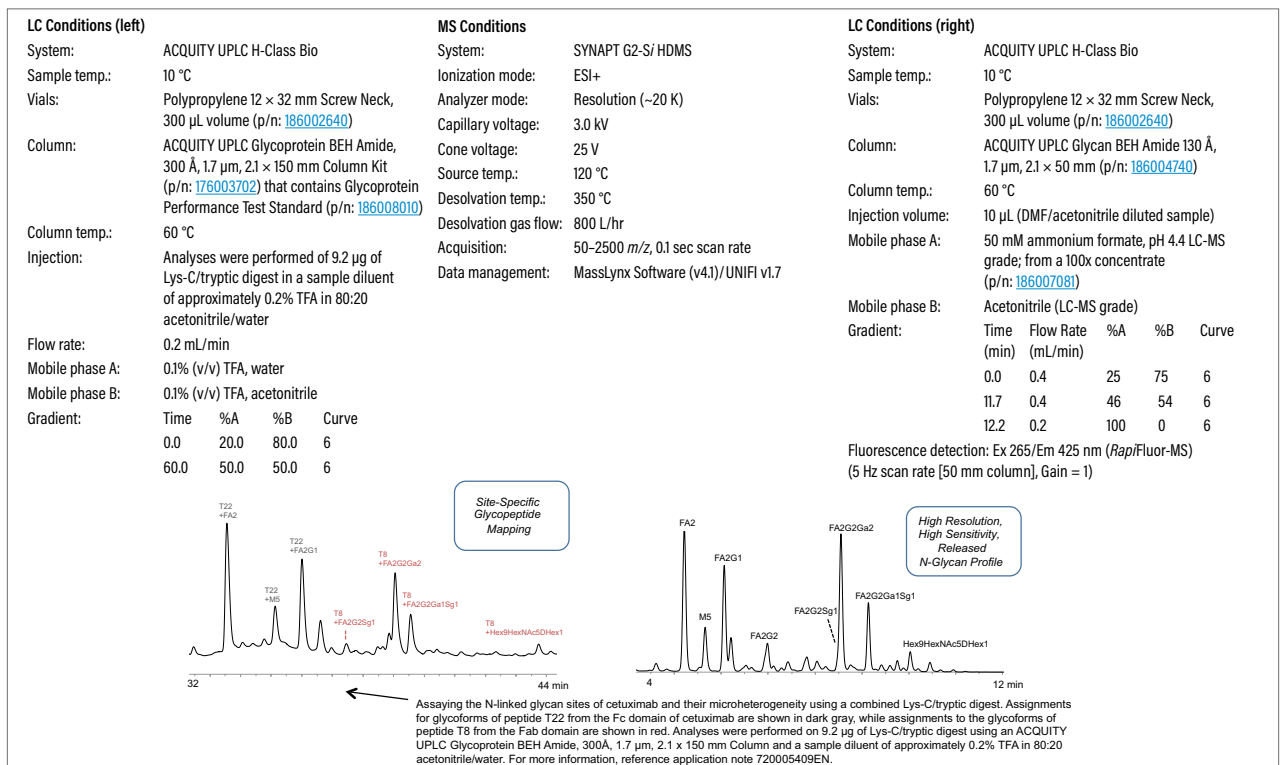 LC Conditions (left)
System: ACQUITY UPLC H-Class Bio
Sample temp.: 10 °C
Vials: Polypropylene 12 × 32 mm Screw Neck,
300 µL volume (p/n: 186002640)
Column: ACQUITY UPLC Glycoprotein BEH Amide,
300 Å, 1.7 µm, 2.1 × 150 mm Column Kit
(p/n: 176003702) that contains Glycoprotein
Performance Test Standard (p/n: 186008010)
Column temp.: 60 °C
Injection: Analyses were performed of 9.2 µg of
Lys-C/tryptic digest in a sample diluent
of approximately 0.2% TFA in 80:20
acetonitrile/water
Flow rate: 0.2 mL/min
Mobile phase A: 0.1% (v/v) TFA, water
Mobile phase B: 0.1% (v/v) TFA, acetonitrile
Gradient: Time %A %B Curve
0.0 20.0 80.0 6
60.0 50.0 50.0 6
MS Conditions
System: SYNAPT G2-Si HDMS
Ionization mode: ESI+
Analyzer mode: Resolution (~20 K)
Capillary voltage: 3.0 kV
Cone voltage: 25 V
Source temp.: 120 °C
Desolvation temp.: 350 °C
Desolvation gas flow: 800 L/hr
Acquisition: 50–2500 m/z, 0.1 sec scan rate
Data management: MassLynx Software (v4.1)/UNIFI v1.7
LC Conditions (right)
System: ACQUITY UPLC H-Class Bio
Sample temp.: 10 °C
Vials: Polypropylene 12 × 32 mm Screw Neck,
300 µL volume (p/n: 186002640)
Column: ACQUITY UPLC Glycan BEH Amide 130 Å,
1.7 µm, 2.1 × 50 mm (p/n: 186004740)
Column temp.: 60 °C
Injection volume: 10 µL (DMF/acetonitrile diluted sample)
Mobile phase A: 50 mM ammonium formate, pH 4.4 LC-MS
grade; from a 100x concentrate
(p/n: 186007081)
Mobile phase B: Acetonitrile (LC-MS grade)
Gradient: Time Flow Rate %A %B Curve
(min) (mL/min)
0.0 0.4 25 75 6
11.7 0.4 46 54 6
12.2 0.2 100 0 6
Fluorescence detection: Ex 265/Em 425 nm (RapiFluor-MS)
(5 Hz scan rate [50 mm column], Gain = 1)
Site-Specific
Glycopeptide
Mapping
T22
+FA2
T22
+M5
T22
+FA2G1
T8
+FA2G2Sg1
T8
+FA2G2Ga2
T8
+FA2G2Ga1Sg1
T8
+Hex9HexNAc5DHex1
32
44 min
High Resolution,
High Sensitivity,
Released
N-Glycan Profile
FA2
M5
FA2G1
FA2G2
FA2G2Sg1
FA2G2Ga2
FA2G2Ga1Sg1
Hex9HexNAc5DHex1
4
12 min
Assaying the N-linked glycan sites of cetuximab and their microheterogeneity using a combined Lys-C/tryptic digest. Assignments
for glycoforms of peptide T22 from the Fc domain of cetuximab are shown in dark gray, while assignments to the glycoforms of
peptide T8 from the Fab domain are shown in red. Analyses were performed on 9.2 µg of Lys-C/tryptic digest using an ACQUITY
UPLC Glycoprotein BEH Amide, 300Å, 1.7 µm, 2.1 x 150 mm Column and a sample diluent of approximately 0.2% TFA in 80:20
acetonitrile/water. For more information, reference application note 720005409EN.